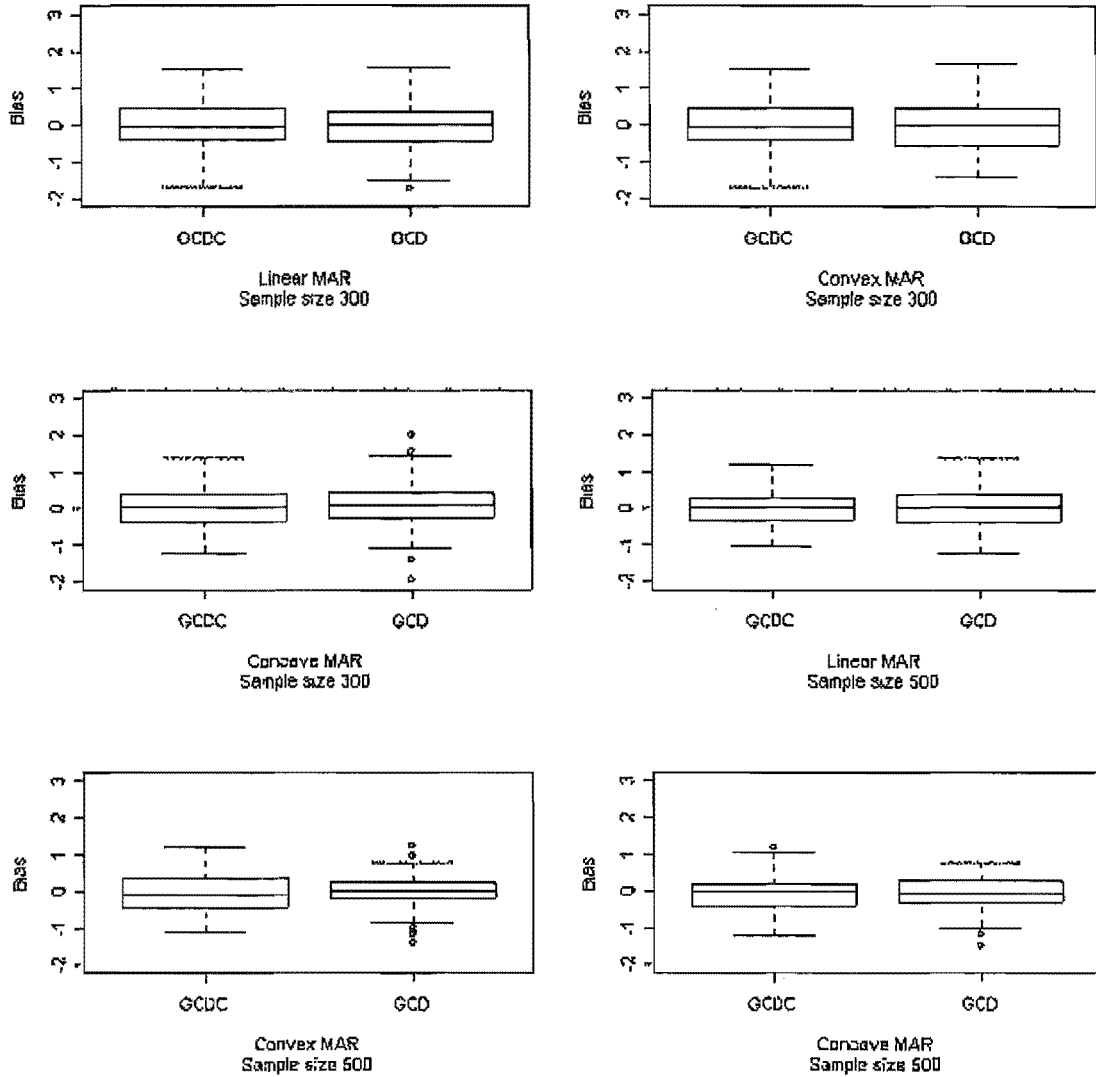 3
2
1
0
-1
-2
Bias
GCDC
GCD
Linear MAR
Sample size 300
3
2
1
0
-1
-2
Bias
GCDC
GCD
Convex MAR
Sample size 300
3
2
1
0
-1
-2
Bias
GCDC
GCD
Concave MAR
Sample size 300
3
2
1
0
-1
-2
Bias
GCDC
GCD
Linear MAR
Sample size 500
3
2
1
0
-1
-2
Bias
GCDC
GCD
Convex MAR
Sample size 500
3
2
1
0
-1
-2
Bias
GCDC
GCD
Concave MAR
Sample size 500